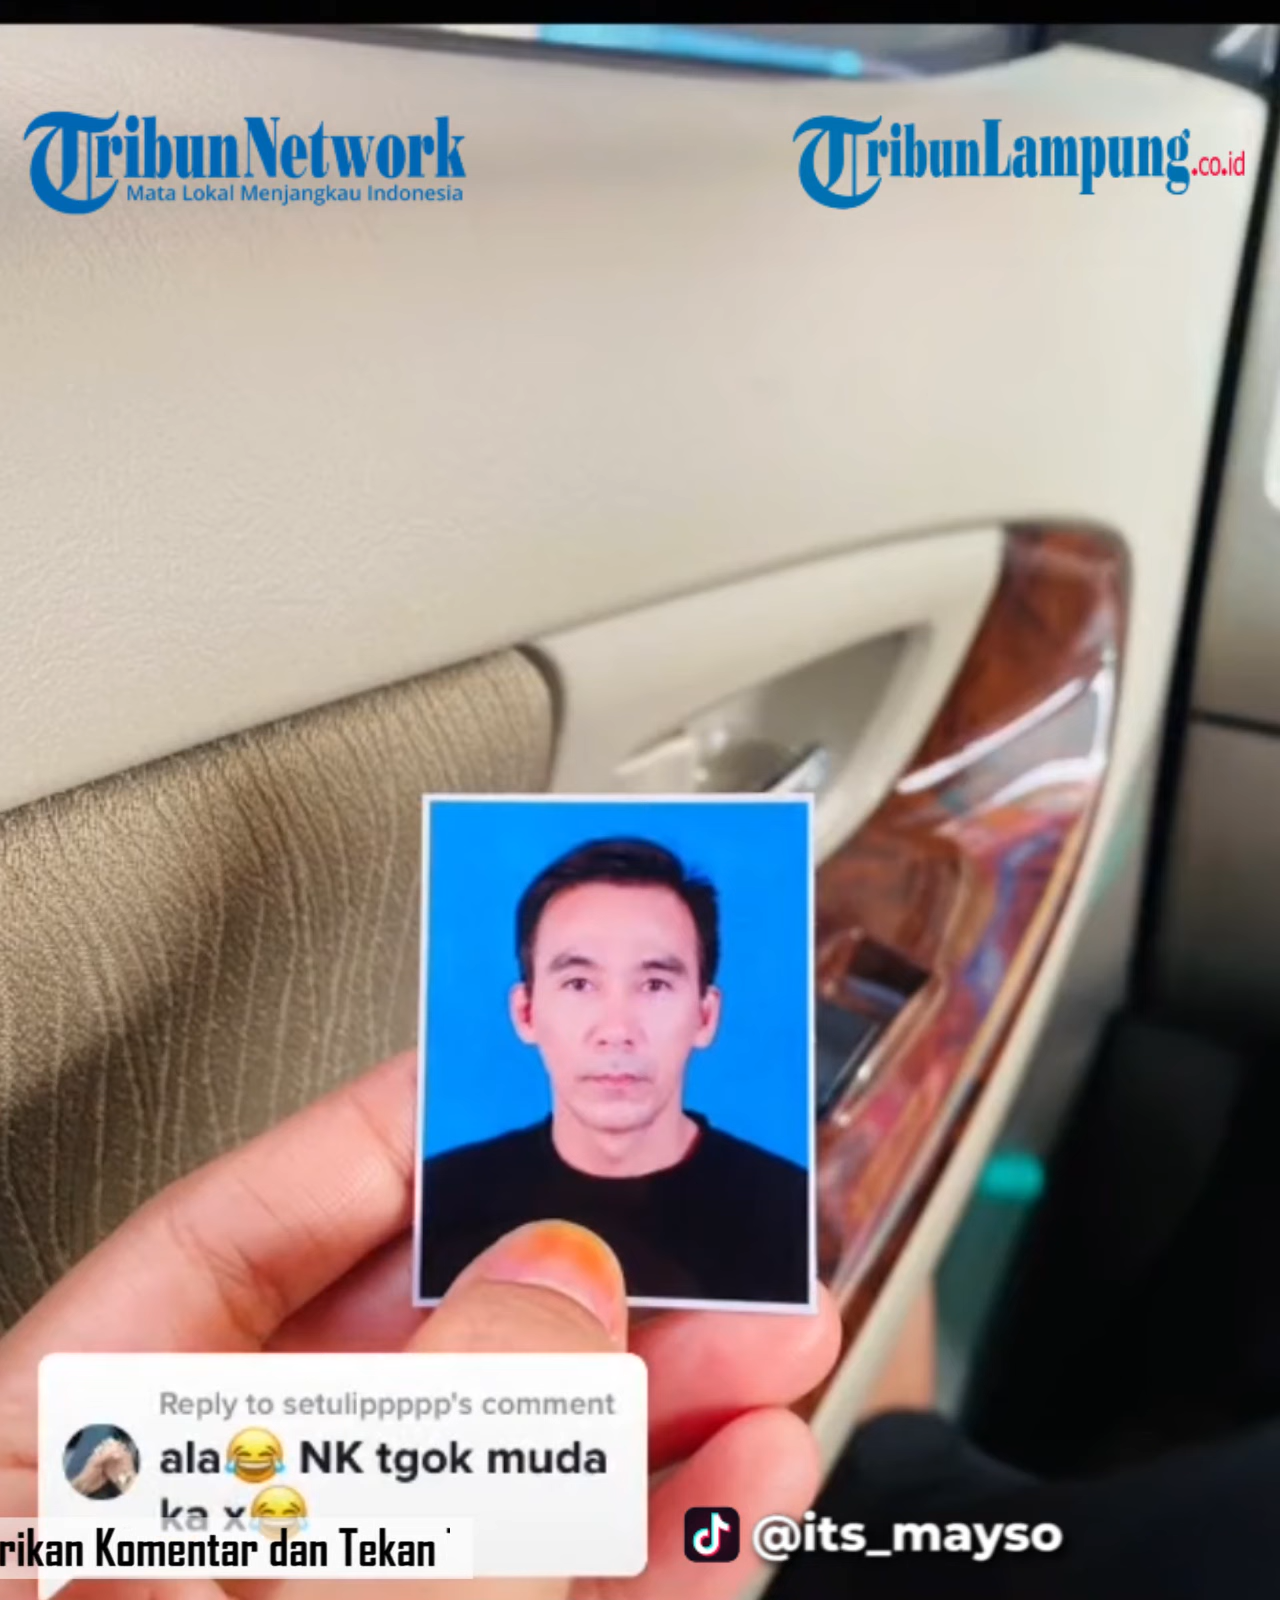 TribunNetwork
Mata Lokal Menjangkau Indonesia
TribunLampung.co.id
Reply to setulippppp's comment
ala😂 NK tgok muda
ka x😂
rikan Komentar dan Tekan
@its_mayso